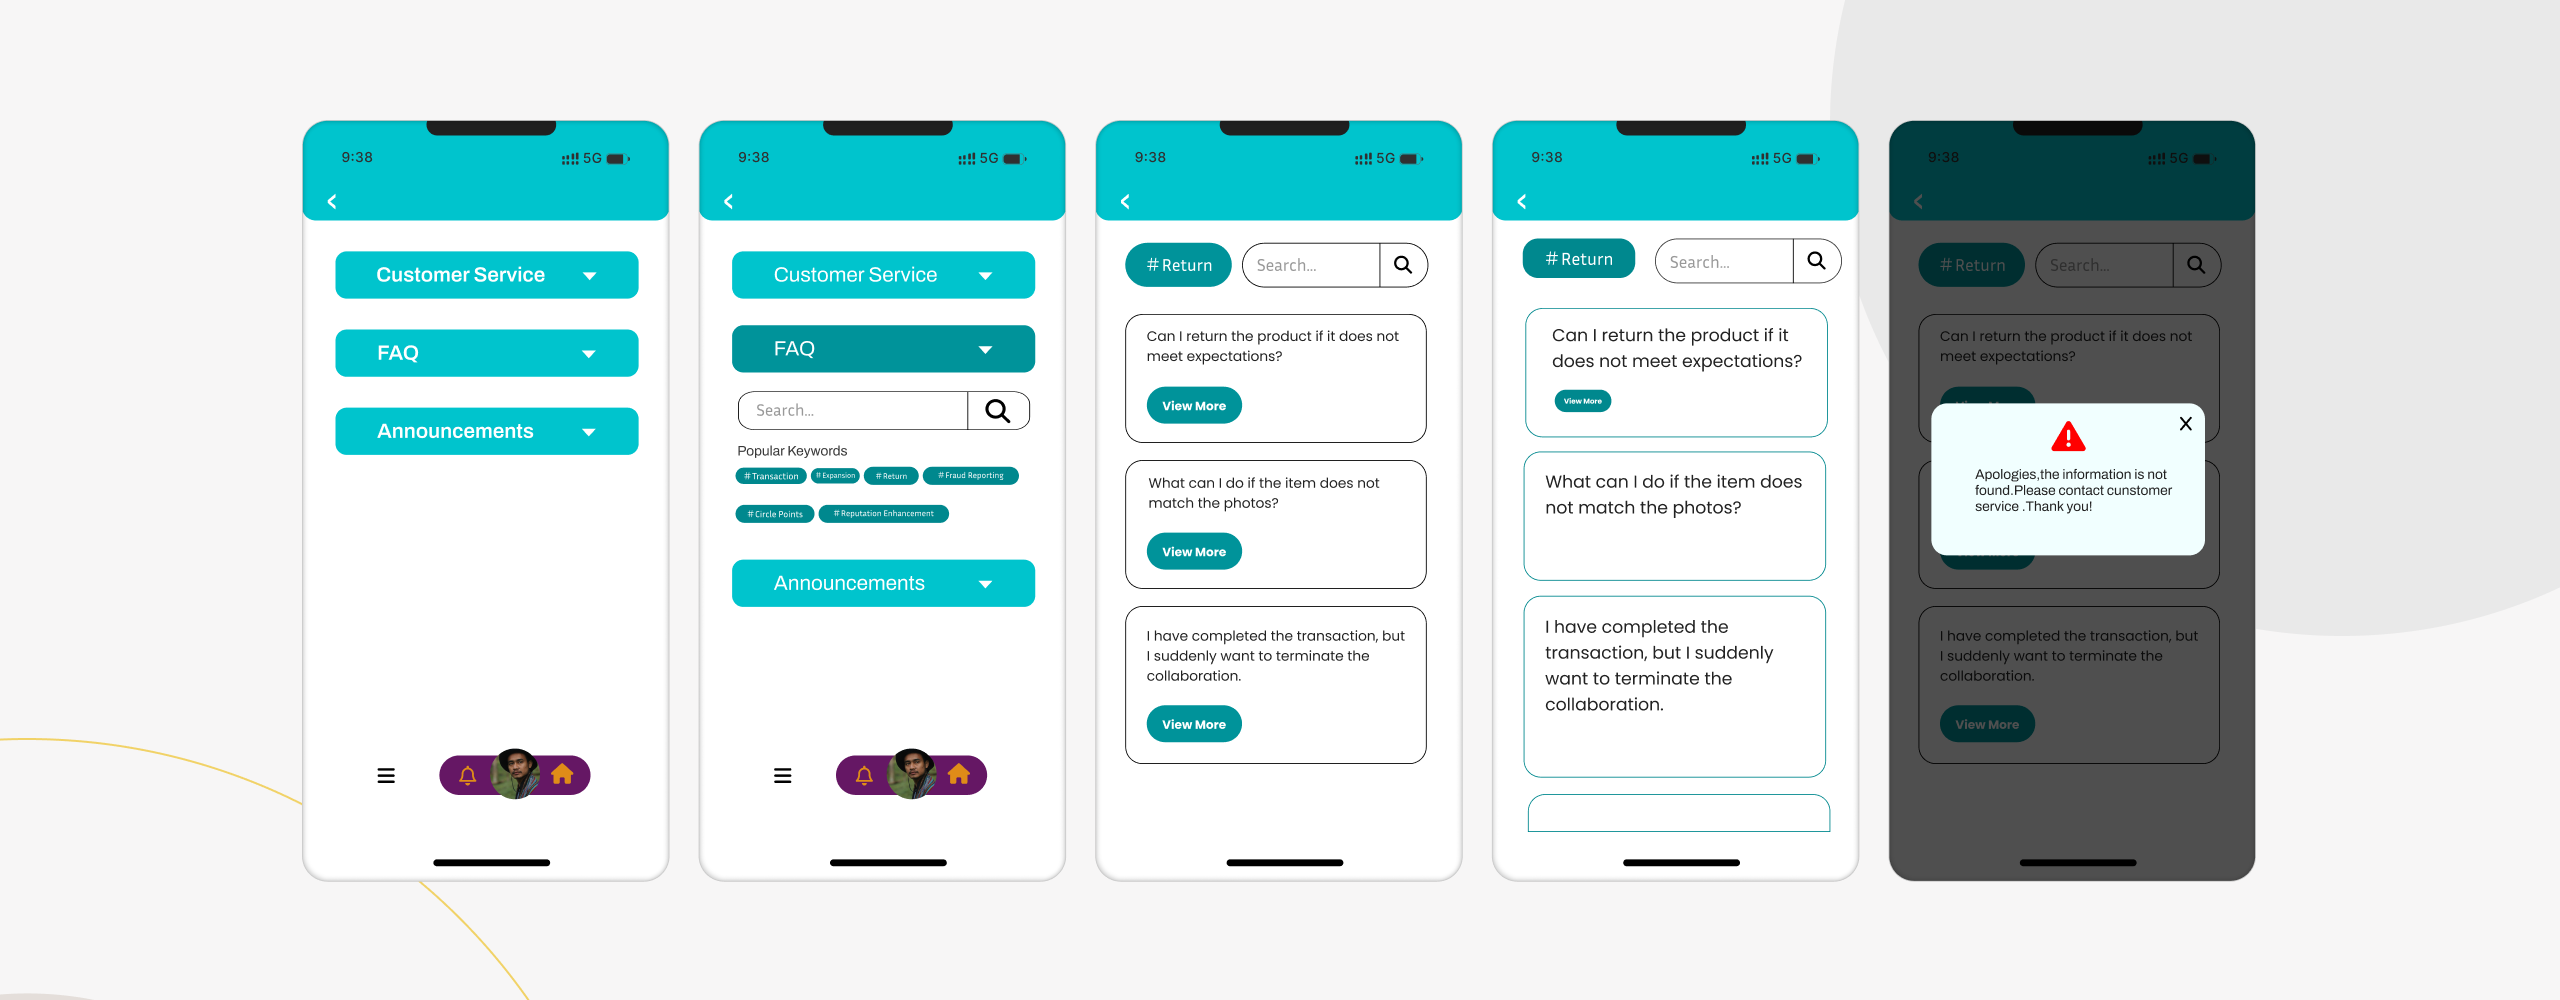 9:38
5G
Customer Service
FAQ
Announcements
9:38
5G
Customer Service
FAQ
Search...
Popular Keywords
#Transaction #Expansion #Return #Fraud Reporting
#Circle Points #Reputation Enhancement
Announcements
9:38
5G
#Return Search...
Can I return the product if it does not
meet expectations?
View More
What can I do if the item does not
match the photos?
View More
I have completed the transaction, but
I suddenly want to terminate the
collaboration.
View More
9:38
5G
#Return Search...
Can I return the product if it
does not meet expectations?
View More
What can I do if the item does
not match the photos?
I have completed the
transaction, but I suddenly
want to terminate the
collaboration.
9:38
5G
#Return Search...
Can I return the product if it does not
meet expectations?
X
Apologies,the information is not
found.Please contact cunstomer
service .Thank you!
I have completed the transaction, but
I suddenly want to terminate the
collaboration.
View More